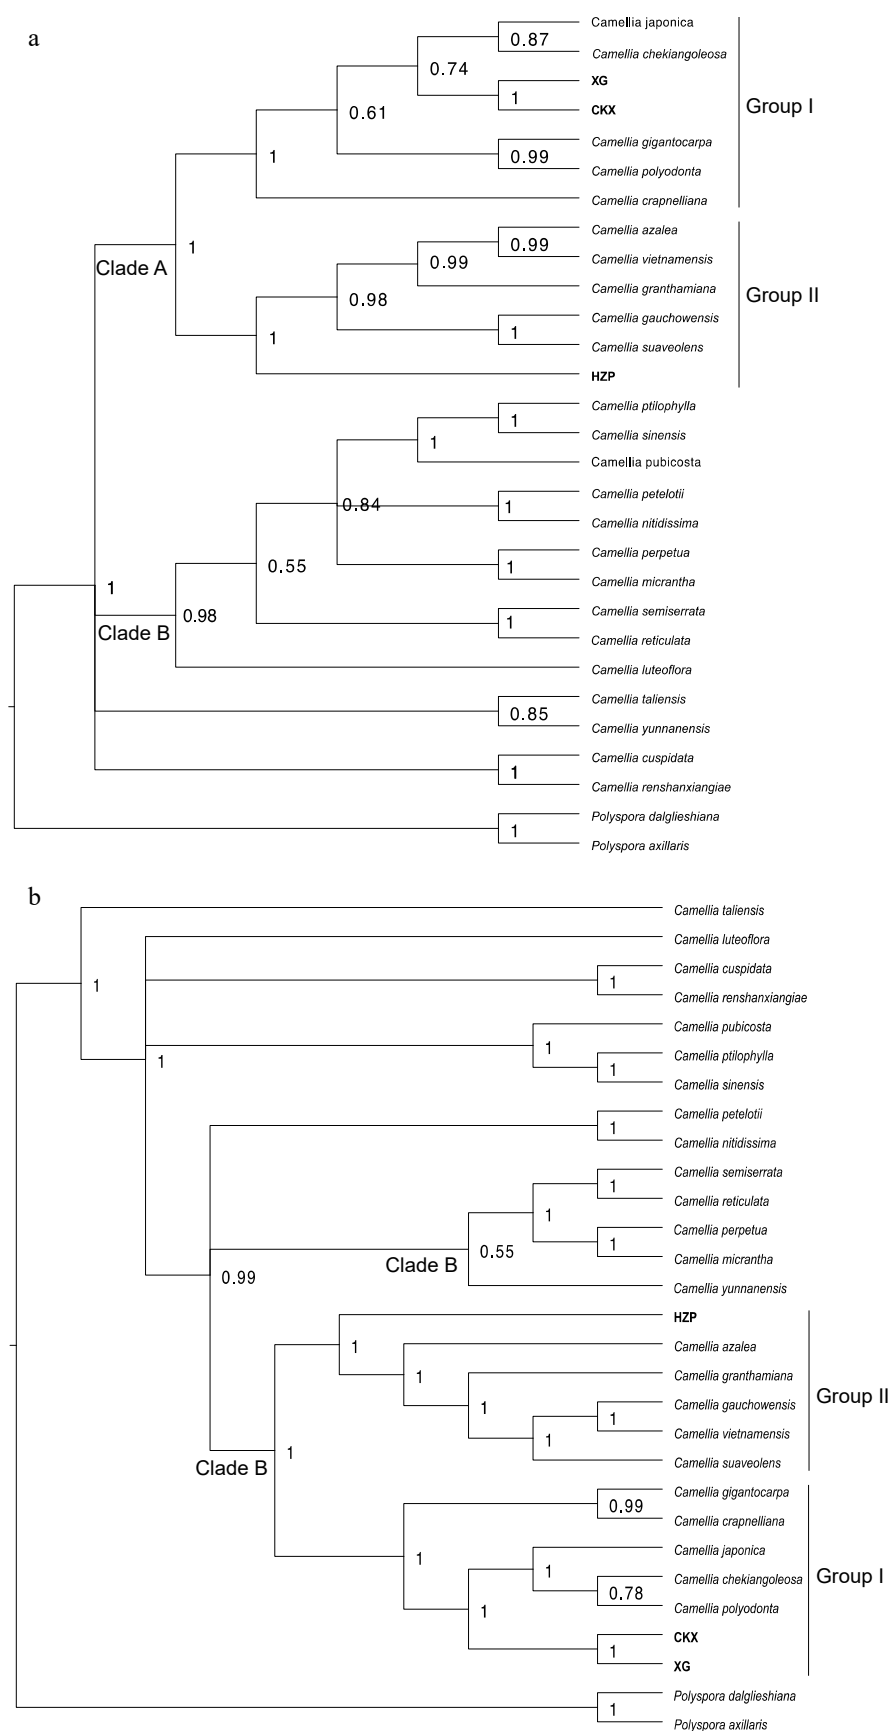 a
Camellia japonica
0.87
Camellia chekiangoleosa
0.74
XG
1
CKX
Group I
0.61
Camellia gigantocarpa
1
0.99
Camellia polyodonta
Camellia crapnelliana
Camellia azalea
1
0.99
Camellia vietnamensis
Clade A
0.99
Camellia granthamiana
Group II
0.98
Camellia gauchowensis
1
1
Camellia suaveolens
HZP
Camellia ptilophylla
1
Camellia sinensis
1
Camellia pubicosta
Camellia petelotii
0.84
1
Camellia nitidissima
Camellia perpetua
0.55
1
Camellia micrantha
1
Camellia semiserrata
0.98
1
Clade B
Camellia reticulata
Camellia luteoflora
Camellia taliensis
0.85
Camellia yunnanensis
Camellia cuspidata
1
Camellia renshanxiangiae
Polyspora dalglieshiana
1
Polyspora axillaris
b
Camellia taliensis
Camellia luteoflora
Camellia cuspidata
1
1
Camellia renshanxiangiae
Camellia pubicosta
1
Camellia ptilophylla
1
1
Camellia sinensis
Camellia petelotii
1
Camellia nitidissima
Camellia semiserrata
1
Camellia reticulata
1
Camellia perpetua
1
Camellia micrantha
0.55
Clade B
0.99
Camellia yunnanensis
HZP
1
Camellia azalea
1
Camellia granthamiana
Group II
1
Camellia gauchowensis
1
Camellia vietnamensis
1
1
Clade B
Camellia suaveolens
Camellia gigantocarpa
0.99
Camellia crapnelliana
1
Camellia japonica
1
Camellia chekiangoleosa
Group I
0.78
Camellia polyodonta
1
CKX
1
XG
Polyspora dalglieshiana
1
Polyspora axillaris